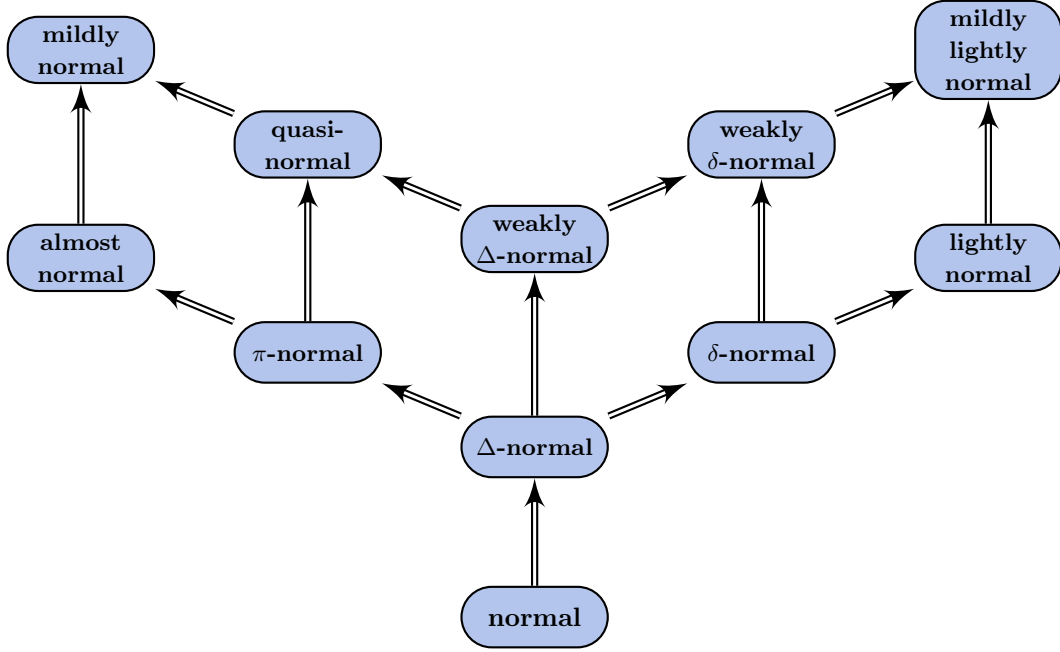 mildly
normal
mildly
lightly
normal
quasi-
normal
weakly
δ-normal
weakly
Δ-normal
almost
normal
lightly
normal
π-normal
δ-normal
Δ-normal
normal